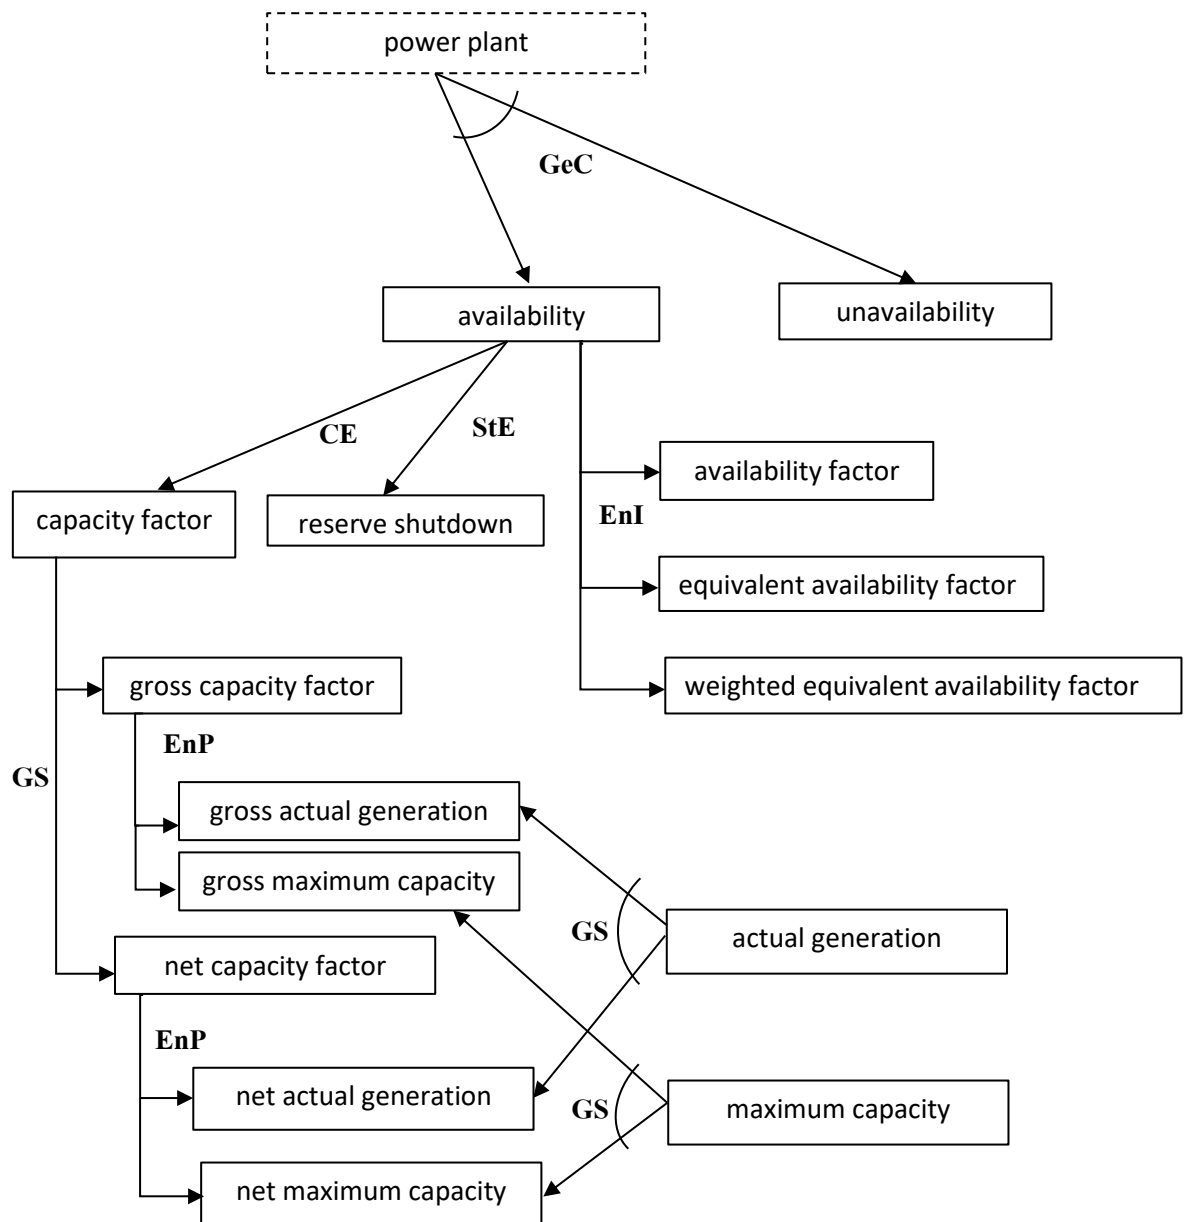 power plant
GeC
availability
unavailability
CE
StE
availability factor
capacity factor
reserve shutdown
EnI
equivalent availability factor
gross capacity factor
weighted equivalent availability factor
EnP
GS
gross actual generation
gross maximum capacity
GS
actual generation
net capacity factor
EnP
net actual generation
GS
maximum capacity
net maximum capacity